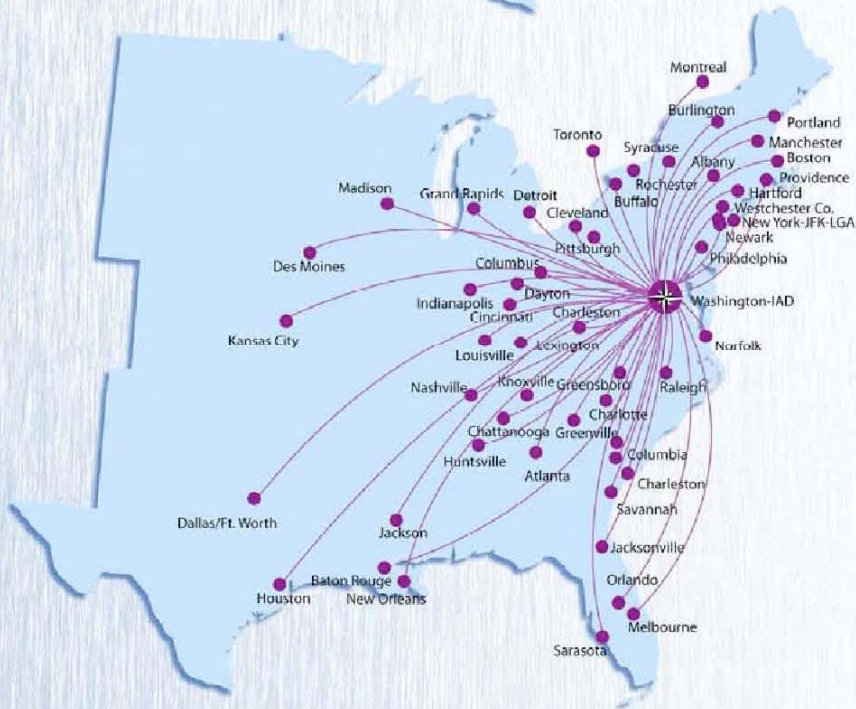 Montreal
Burlington
Portland
Toronto
Manchester
Syracuse
Boston
Albany
Providence
Rochester
Madison
Grand Rapids
Detroit
Hartford
Buffalo
Westchester Co.
Cleveland
New York-JFK-LGA
Newark
Pittsburgh
Philadelphia
Des Moines
Columbus
Dayton
Washington-IAD
Indianapolis
Cincinnati
Charleston
Kansas City
Lexington
Norfolk
Louisville
Nashville
Knoxville
Greensboro
Raleigh
Charlotte
Chattanooga
Greenville
Huntsville
Columbia
Atlanta
Charleston
Savannah
Dallas/Ft. Worth
Jackson
Jacksonville
Baton Rouge
Orlando
Houston
New Orleans
Melbourne
Sarasota